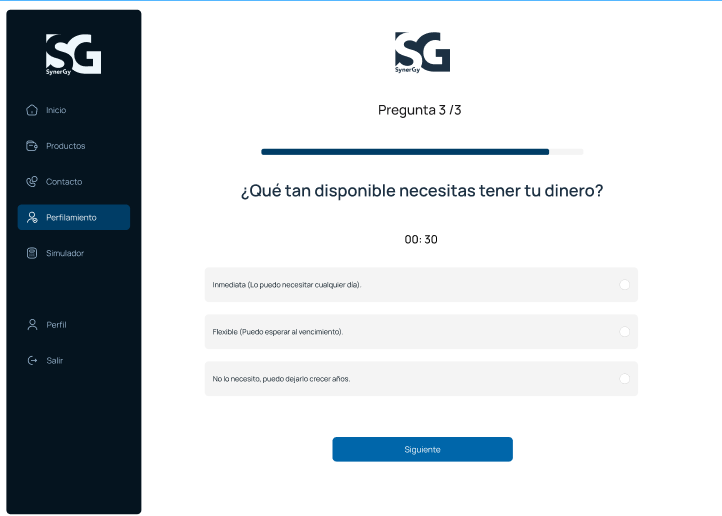 SG
SynerGy
Inicio
Productos
Contacto
Perfilamiento
Simulador
Perfil
Salir
SG
SynerGy
Pregunta 3 /3
¿Qué tan disponible necesitas tener tu dinero?
00: 30
Inmediata (Lo puedo necesitar cualquier día).
Flexible (Puedo esperar al vencimiento).
No lo necesito, puedo dejarlo crecer años.
Siguiente